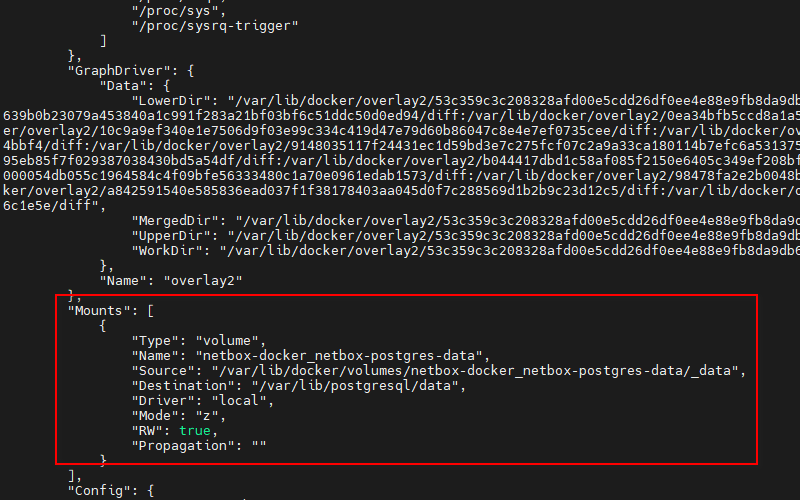 "/proc/sys",
"/proc/sysrq-trigger"
]
},
"GraphDriver": {
"Data": {
"LowerDir": "/var/lib/docker/overlay2/53c359c3c208328afd00e5cdd26df0ee4e88e9fb8da9db
639b0b23079a453840a1c991f283a21bf03bf6c51ddc50d0ed94/diff:/var/lib/docker/overlay2/0ea34bfb5ccd8a1a5
er/overlay2/10c9a9ef340e1e7506d9f03e99c334c419d47e79d60b86047c8e4e7ef0735cee/diff:/var/lib/docker/ov
4bbf4/diff:/var/lib/docker/overlay2/9148035117f24431ec1d59bd3e7c275fcf07c2a9a33ca180114b7efc6a531375
95eb85f7f029387038430bd5a54df/diff:/var/lib/docker/overlay2/b044417dbd1c58af085f2150e6405c349ef208bf
000054db055c1964584c4f09bfe56333480c1a70e0961edab1573/diff:/var/lib/docker/overlay2/98478fa2e2b0048b
ker/overlay2/a842591540e585836ead037f1f38178403aa045d0f7c288569d1b2b9c23d12c5/diff:/var/lib/docker/o
6c1e5e/diff",
"MergedDir": "/var/lib/docker/overlay2/53c359c3c208328afd00e5cdd26df0ee4e88e9fb8da9d
"UpperDir": "/var/lib/docker/overlay2/53c359c3c208328afd00e5cdd26df0ee4e88e9fb8da9db
"WorkDir": "/var/lib/docker/overlay2/53c359c3c208328afd00e5cdd26df0ee4e88e9fb8da9db6
},
"Name": "overlay2"
},
"Mounts": [
{
"Type": "volume",
"Name": "netbox-docker_netbox-postgres-data",
"Source": "/var/lib/docker/volumes/netbox-docker_netbox-postgres-data/_data",
"Destination": "/var/lib/postgresql/data",
"Driver": "local",
"Mode": "z",
"RW": true,
"Propagation": ""
}
],
"Config": {